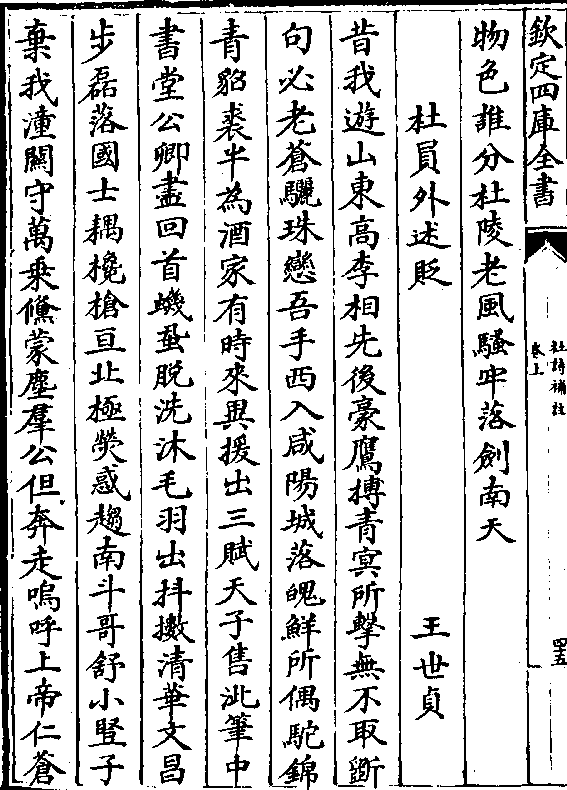 欽定四庫全書
杜詩補註
卷上
四五
物色誰分杜陵老風騷牢落劍南天
杜員外述貶　王世貞
昔我遊山東高李相先後豪鷹搏青冥所擊無不取斷
句必老蒼驪珠戀吾手西入咸陽城落魄鮮所偶駝錦
青貂裘半為酒家有時來異援出三賦天子售泚筆中
書堂公卿盡回首蟣蝨脫洗沐毛羽出抖擻清華文昌
步磊落國士耦欃槍亘北極熒惑趨南斗哥舒小豎子
棄我潼關守萬乗儵蒙塵羣公但奔走嗚呼上帝仁蒼